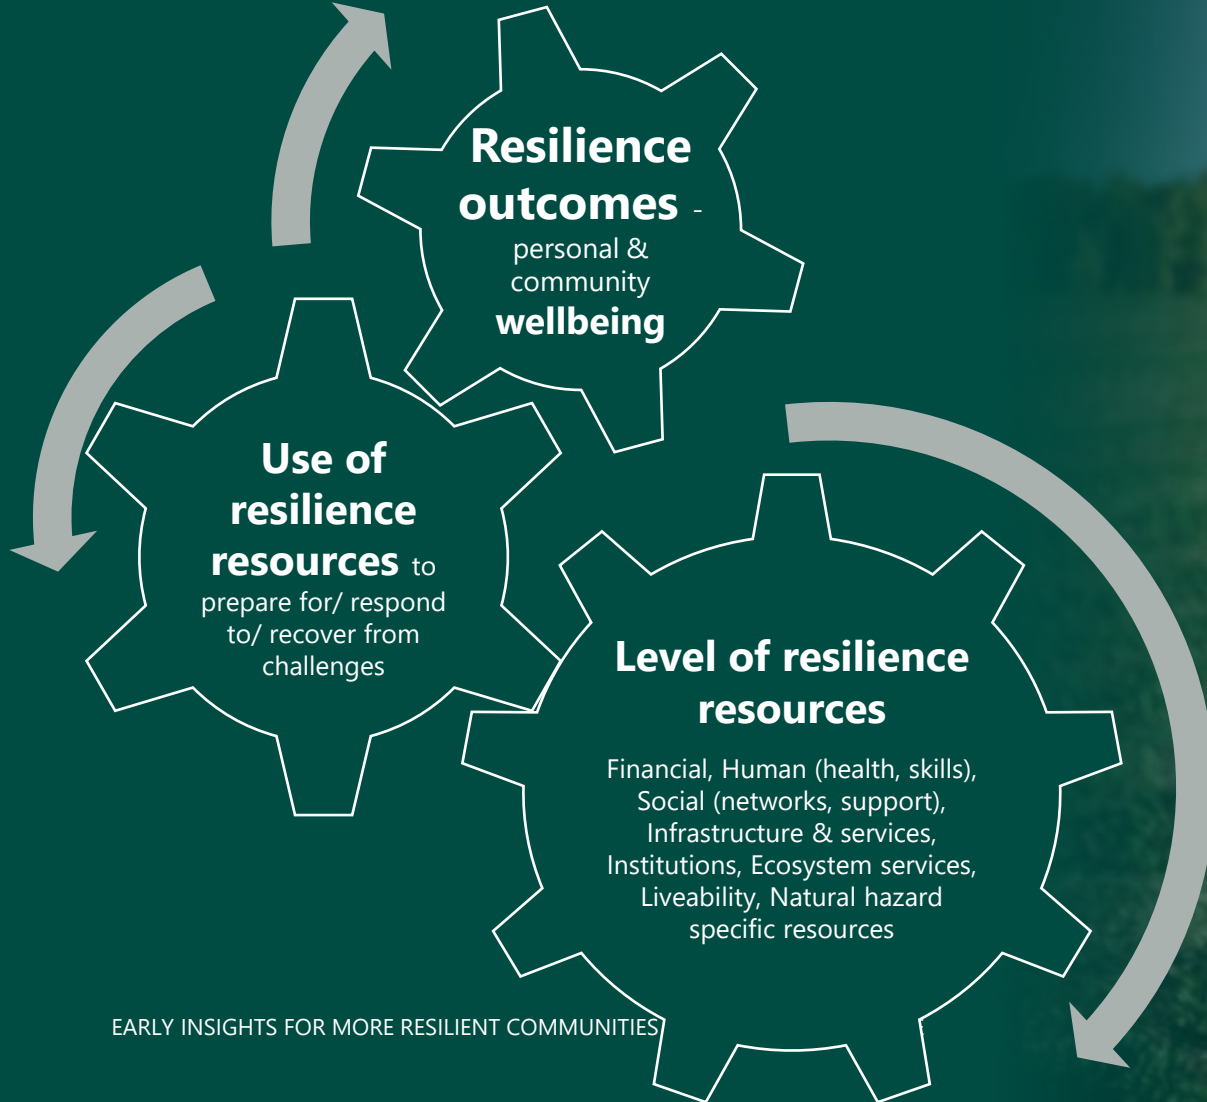 Resilience
outcomes -
personal &
community
wellbeing
Use of
resilience
resources to
prepare for/ respond
to/ recover from
challenges
Level of resilience
resources
Financial, Human (health, skills),
Social (networks, support),
Infrastructure & services,
Institutions, Ecosystem services,
Liveability, Natural hazard
specific resources
EARLY INSIGHTS FOR MORE RESILIENT COMMUNITIES